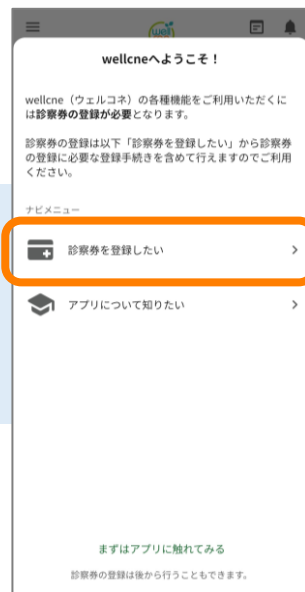 well
wellcneへようこそ！
wellcne（ウェルコネ）の各種機能をご利用いただくに
は診察券の登録が必要となります。
診察券の登録は以下「診察券を登録したい」から診察券
の登録に必要な登録手続きを含めて行えますのでご利用
ください。
ナビメニュー
診察券を登録したい
アプリについて知りたい
まずはアプリに触れてみる
診察券の登録は後から行うこともできます。